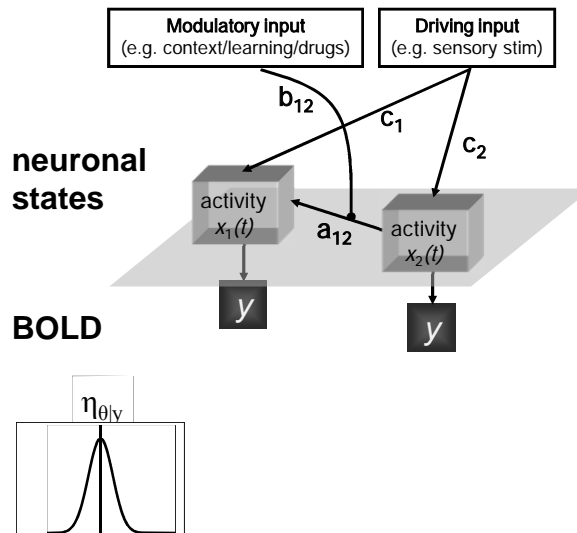 Modulatory input
(e.g. context/learning/drugs)
Driving input
(e.g. sensory stim)
b12
c1
c2
neuronal
states
activity
x1(t)
a12
activity
x2(t)
y
y
BOLD
ηθ|y